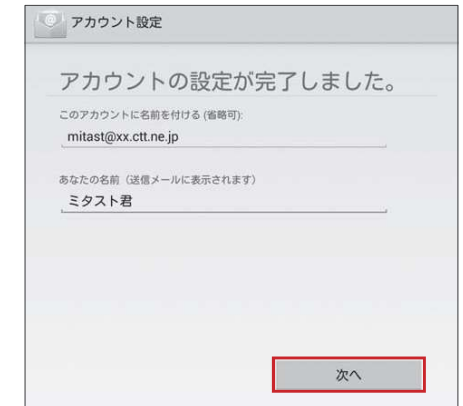 アカウント設定
アカウントの設定が完了しました。
このアカウントに名前を付ける (省略可):
mitast@xx.ctt.ne.jp
あなたの名前（送信メールに表示されます）
ミタスト君
次へ